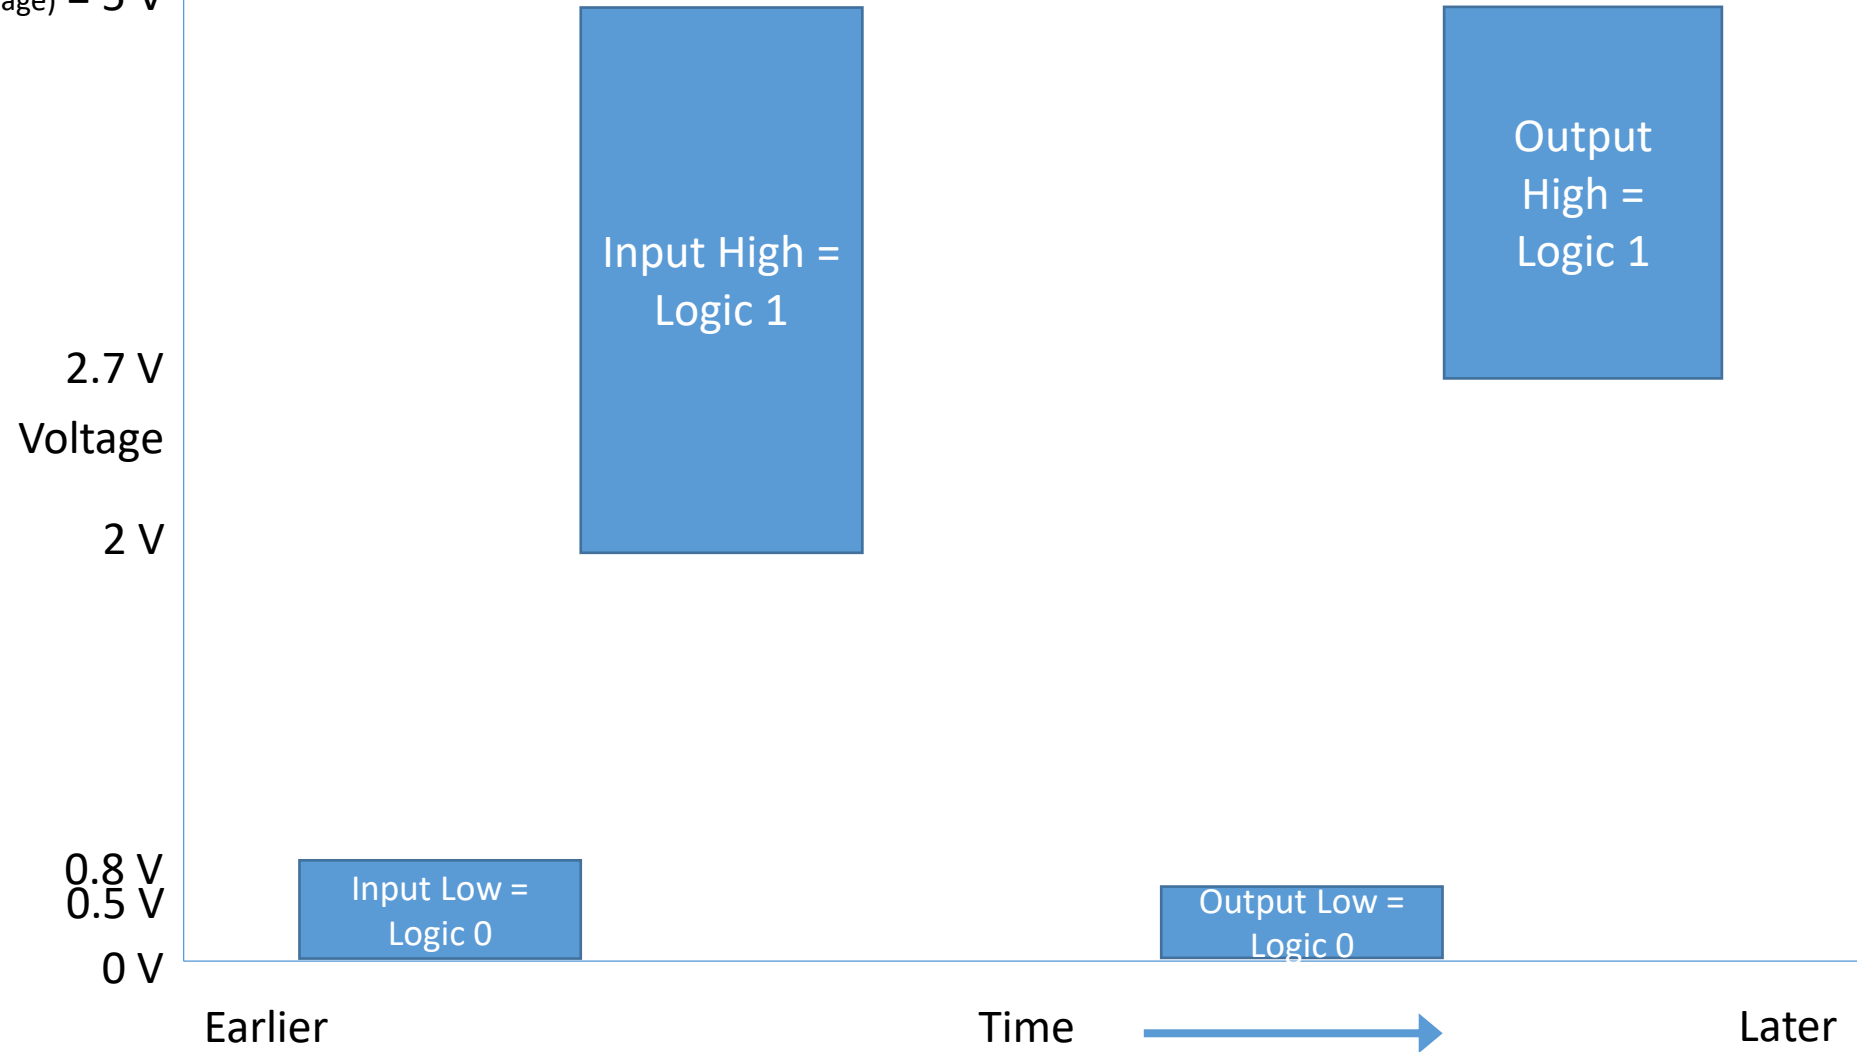 age) = 5 V
Output
High =
Logic 1
Input High =
Logic 1
2.7 V
Voltage
2 V
0.8 V
0.5 V
Input Low =
Logic 0
Output Low =
Logic 0
0 V
Earlier
Time
Later